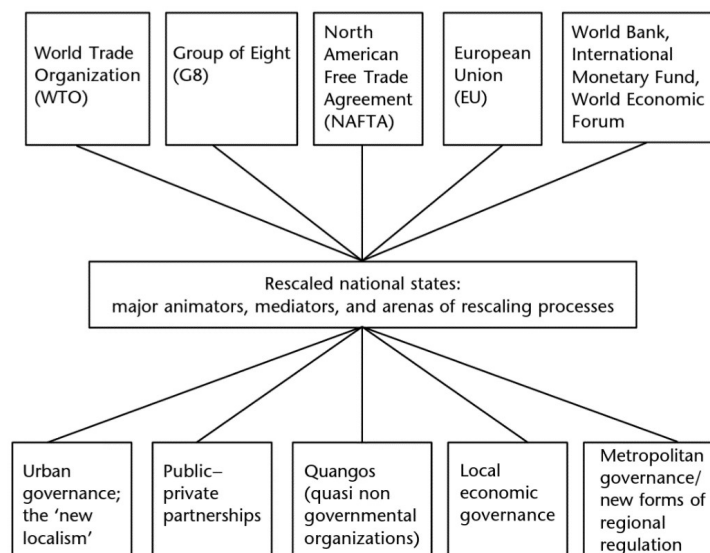 World Trade
Organization
(WTO)
Group of Eight
(G8)
North
American
Free Trade
Agreement
(NAFTA)
European
Union
(EU)
World Bank,
International
Monetary Fund,
World Economic
Forum
Rescaled national states:
major animators, mediators, and arenas of rescaling processes
Urban
governance;
the ‘new
localism’
Public–
private
partnerships
Quangos
(quasi non
governmental
organizations)
Local
economic
governance
Metropolitan
governance/
new forms of
regional
regulation